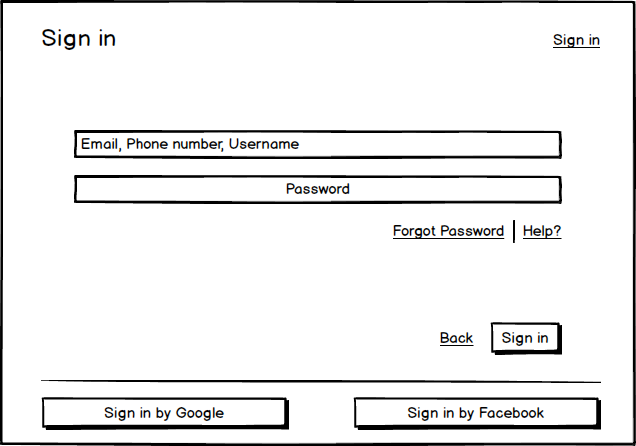 Sign in
Sign in
Email, Phone number, Username
Password
Forgot Password
Help?
Back
Sign in
Sign in by Google
Sign in by Facebook